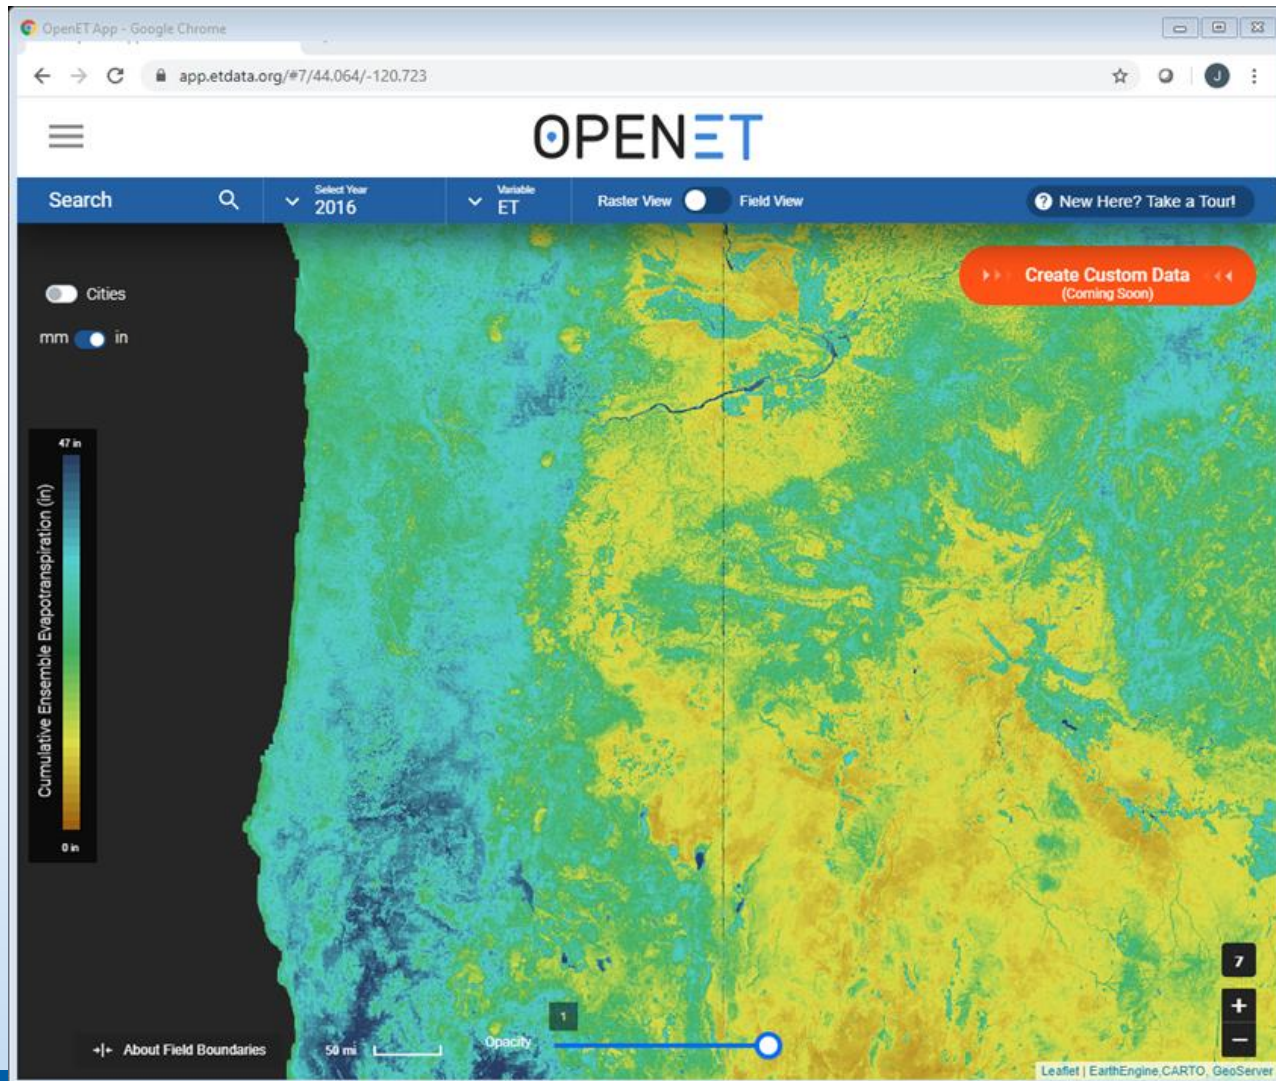 OpenET App - Google Chrome
app.etdata.org/#7/44.064/-120.723
J
OPENET
Search
Select Year
2016
Variable
ET
Raster View
Field View
? New Here? Take a Tour!
Create Custom Data
(Coming Soon)
Cities
mm
in
47 in
Cumulative Ensemble Evapotranspiration (in)
0 in
7
+
−
1
Opacity
About Field Boundaries
50 mi
Leaflet | EarthEngine,CARTO, GeoServer